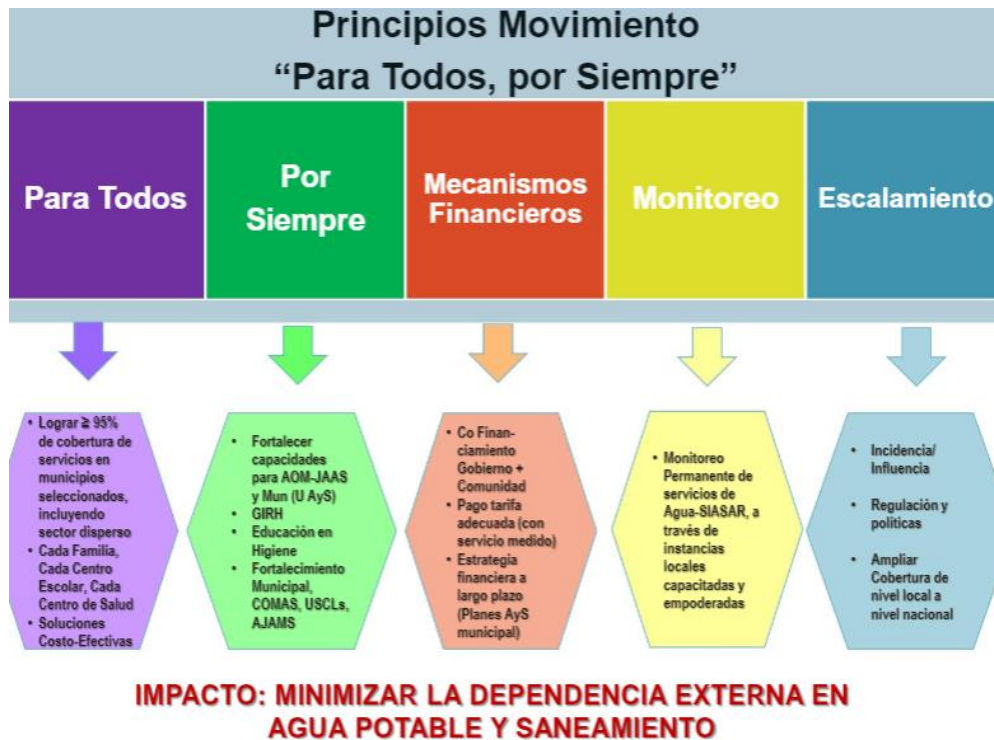 Principios Movimiento
“Para Todos, por Siempre”
Para Todos
Por
Siempre
Mecanismos
Financieros
Monitoreo
Escalamiento
• Lograr ≥ 95%
de cobertura de
servicios en
municipios
seleccionados,
incluyendo
sector disperso
• Cada Familia,
Cada Centro
Escolar, Cada
Centro de Salud
• Soluciones
Costo-Efectivas
• Fortalecer
capacidades
para AOM-JAAS
y Mun (U AyS)
• GIRH
• Educación en
Higiene
• Fortalecimiento
Municipal,
COMAS, USCLs,
AJAMS
• Co Finan-
ciamiento
Gobierno +
Comunidad
• Pago tarifa
adecuada (con
servicio medido)
• Estrategia
financiera a
largo plazo
(Planes AyS
municipal)
• Monitoreo
Permanente de
servicios de
Agua-SIASAR, a
través de
instancias
locales
capacitadas y
empoderadas
• Incidencia/
Influencia
• Regulación y
políticas
• Ampliar
Cobertura de
nivel local a
nivel nacional
IMPACTO: MINIMIZAR LA DEPENDENCIA EXTERNA EN
AGUA POTABLE Y SANEAMIENTO